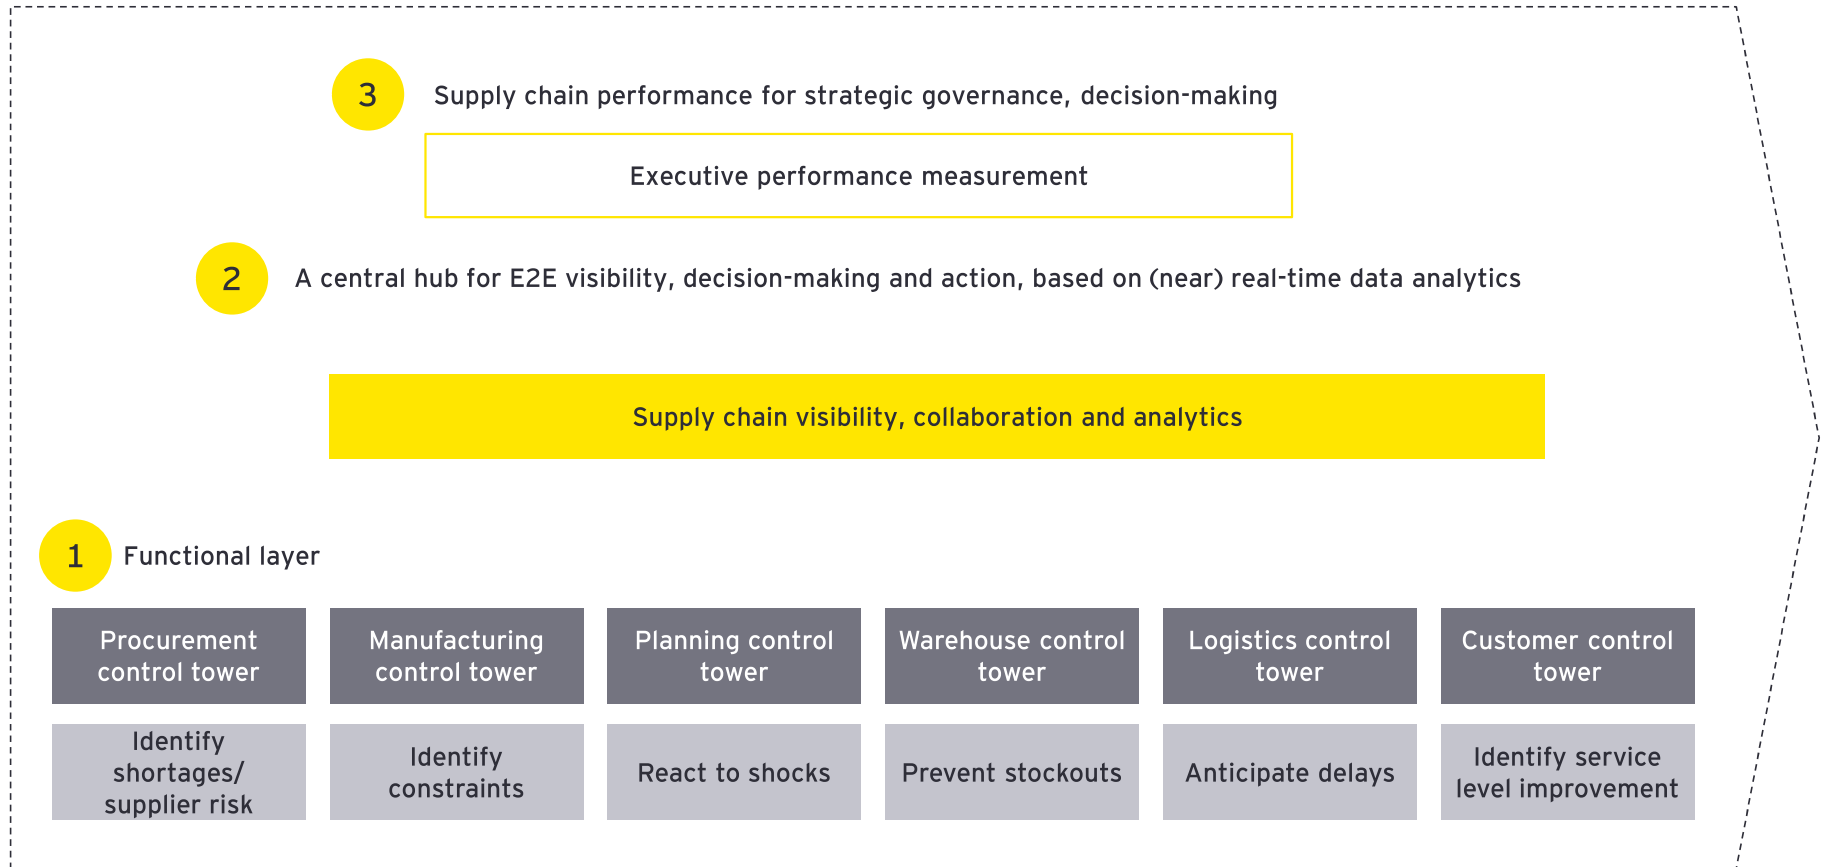 3
Supply chain performance for strategic governance, decision-making
Executive performance measurement
2
A central hub for E2E visibility, decision-making and action, based on (near) real-time data analytics
Supply chain visibility, collaboration and analytics
1
Functional layer
Procurement
control tower
Manufacturing
control tower
Planning control
tower
Warehouse control
tower
Logistics control
tower
Customer control
tower
Identify
shortages/
supplier risk
Identify
constraints
React to shocks
Prevent stockouts
Anticipate delays
Identify service
level improvement